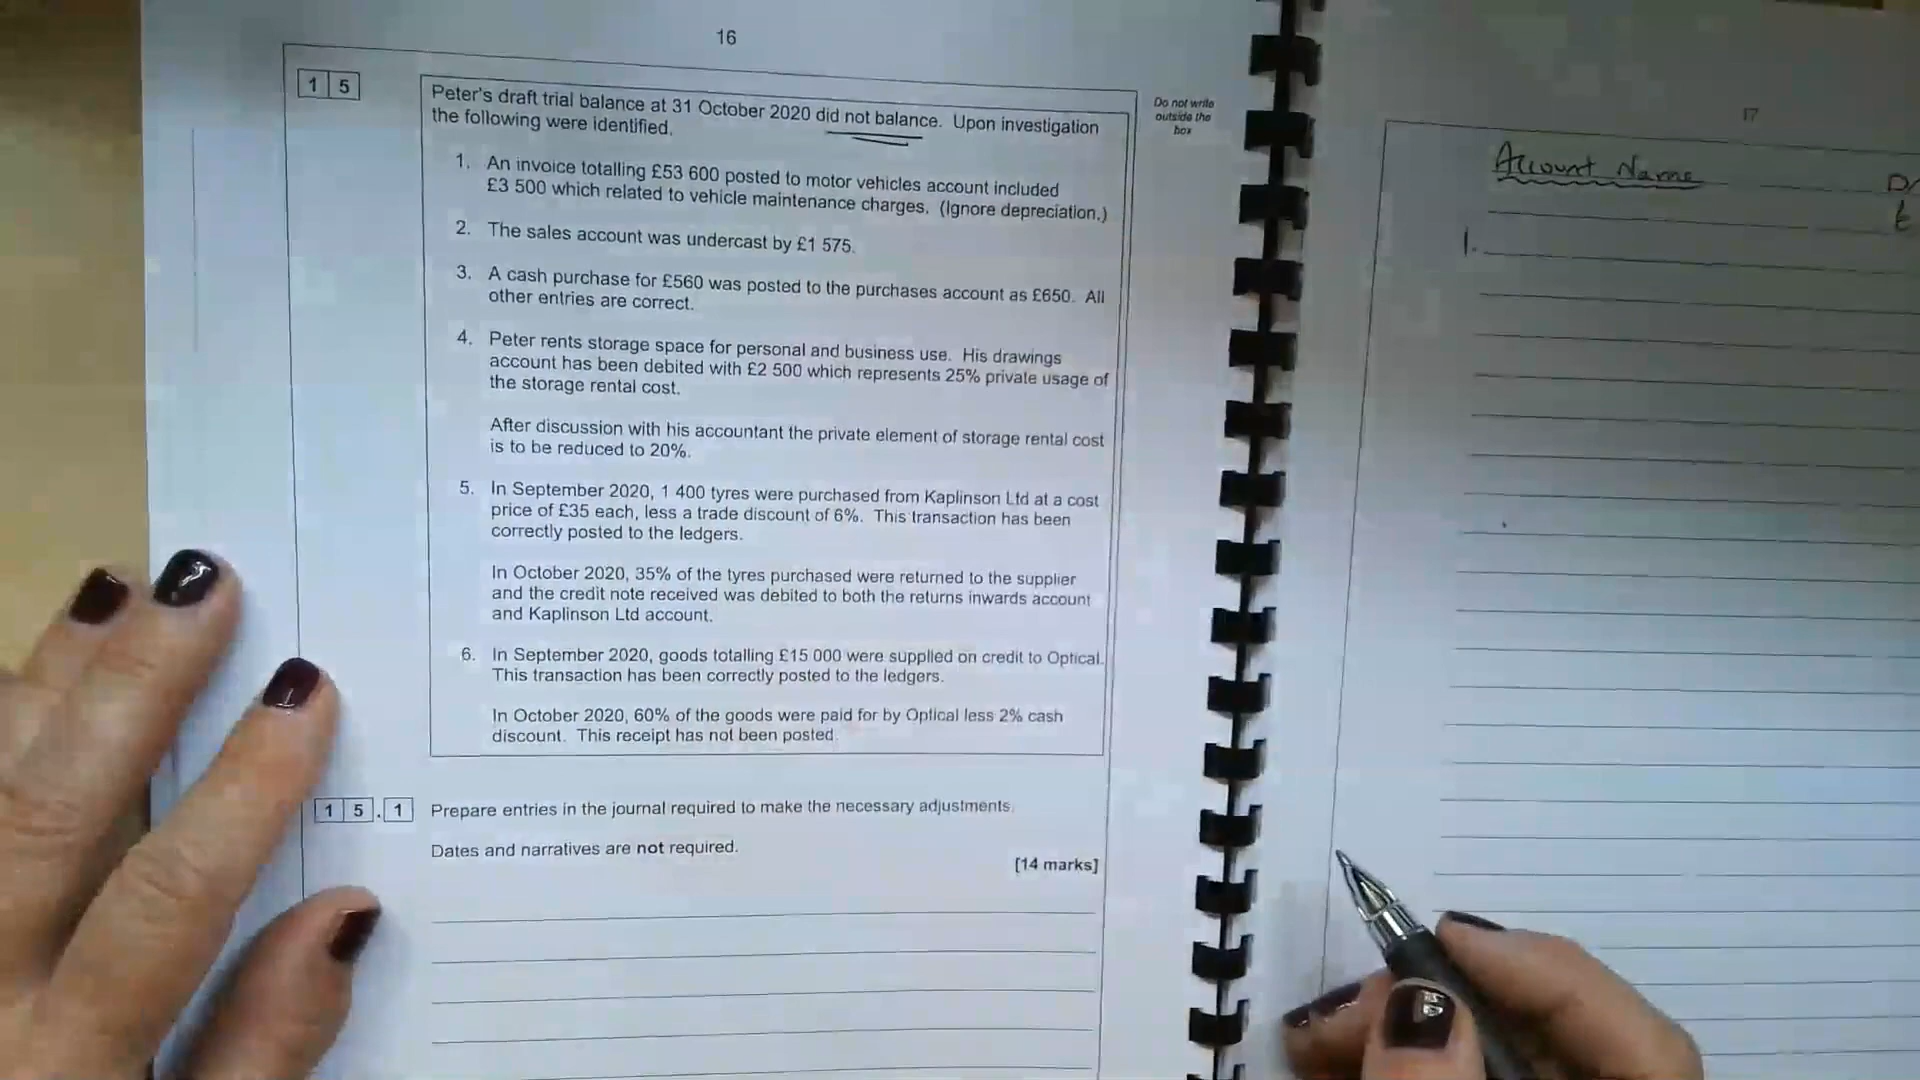 16
1 5
Peter's draft trial balance at 31 October 2020 did not balance. Upon investigation
the following were identified.
Do not write
outside the
box
1. An invoice totalling £53 600 posted to motor vehicles account included
£3 500 which related to vehicle maintenance charges. (Ignore depreciation.)
2. The sales account was undercast by £1 575.
3. A cash purchase for £560 was posted to the purchases account as £650. All
other entries are correct.
4. Peter rents storage space for personal and business use. His drawings
account has been debited with £2 500 which represents 25% private usage of
the storage rental cost.
After discussion with his accountant the private element of storage rental cost
is to be reduced to 20%.
5. In September 2020, 1 400 tyres were purchased from Kaplinson Ltd at a cost
price of £35 each, less a trade discount of 6%. This transaction has been
correctly posted to the ledgers.
In October 2020, 35% of the tyres purchased were returned to the supplier
and the credit note received was debited to both the returns inwards account
and Kaplinson Ltd account.
6. In September 2020, goods totalling £15 000 were supplied on credit to Optical.
This transaction has been correctly posted to the ledgers.
In October 2020, 60% of the goods were paid for by Optical less 2% cash
discount. This receipt has not been posted.
1 5 . 1 Prepare entries in the journal required to make the necessary adjustments.
Dates and narratives are not required.
[14 marks]
17
Account Name
£
1.